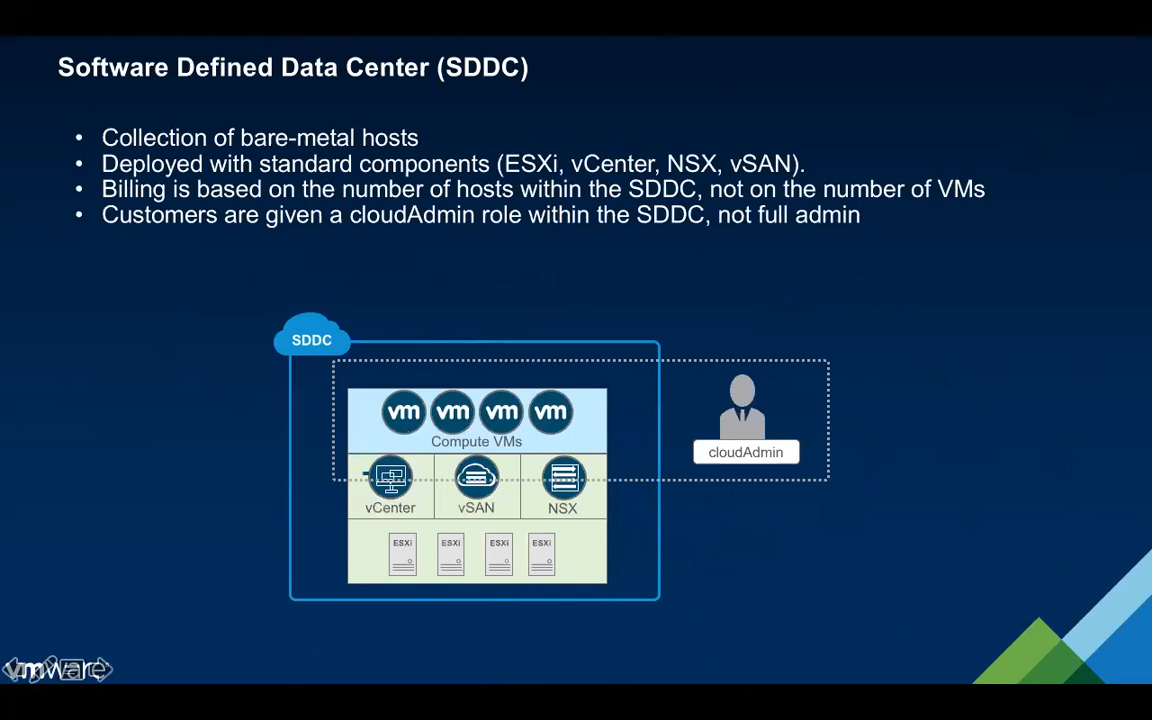 Software Defined Data Center (SDDC)
• Collection of bare-metal hosts
• Deployed with standard components (ESXi, vCenter, NSX, vSAN).
• Billing is based on the number of hosts within the SDDC, not on the number of VMs
• Customers are given a cloudAdmin role within the SDDC, not full admin
SDDC
vm vm vm vm
Compute VMs
cloudAdmin
vCenter vSAN NSX
ESXi ESXi ESXi ESXi
vmware